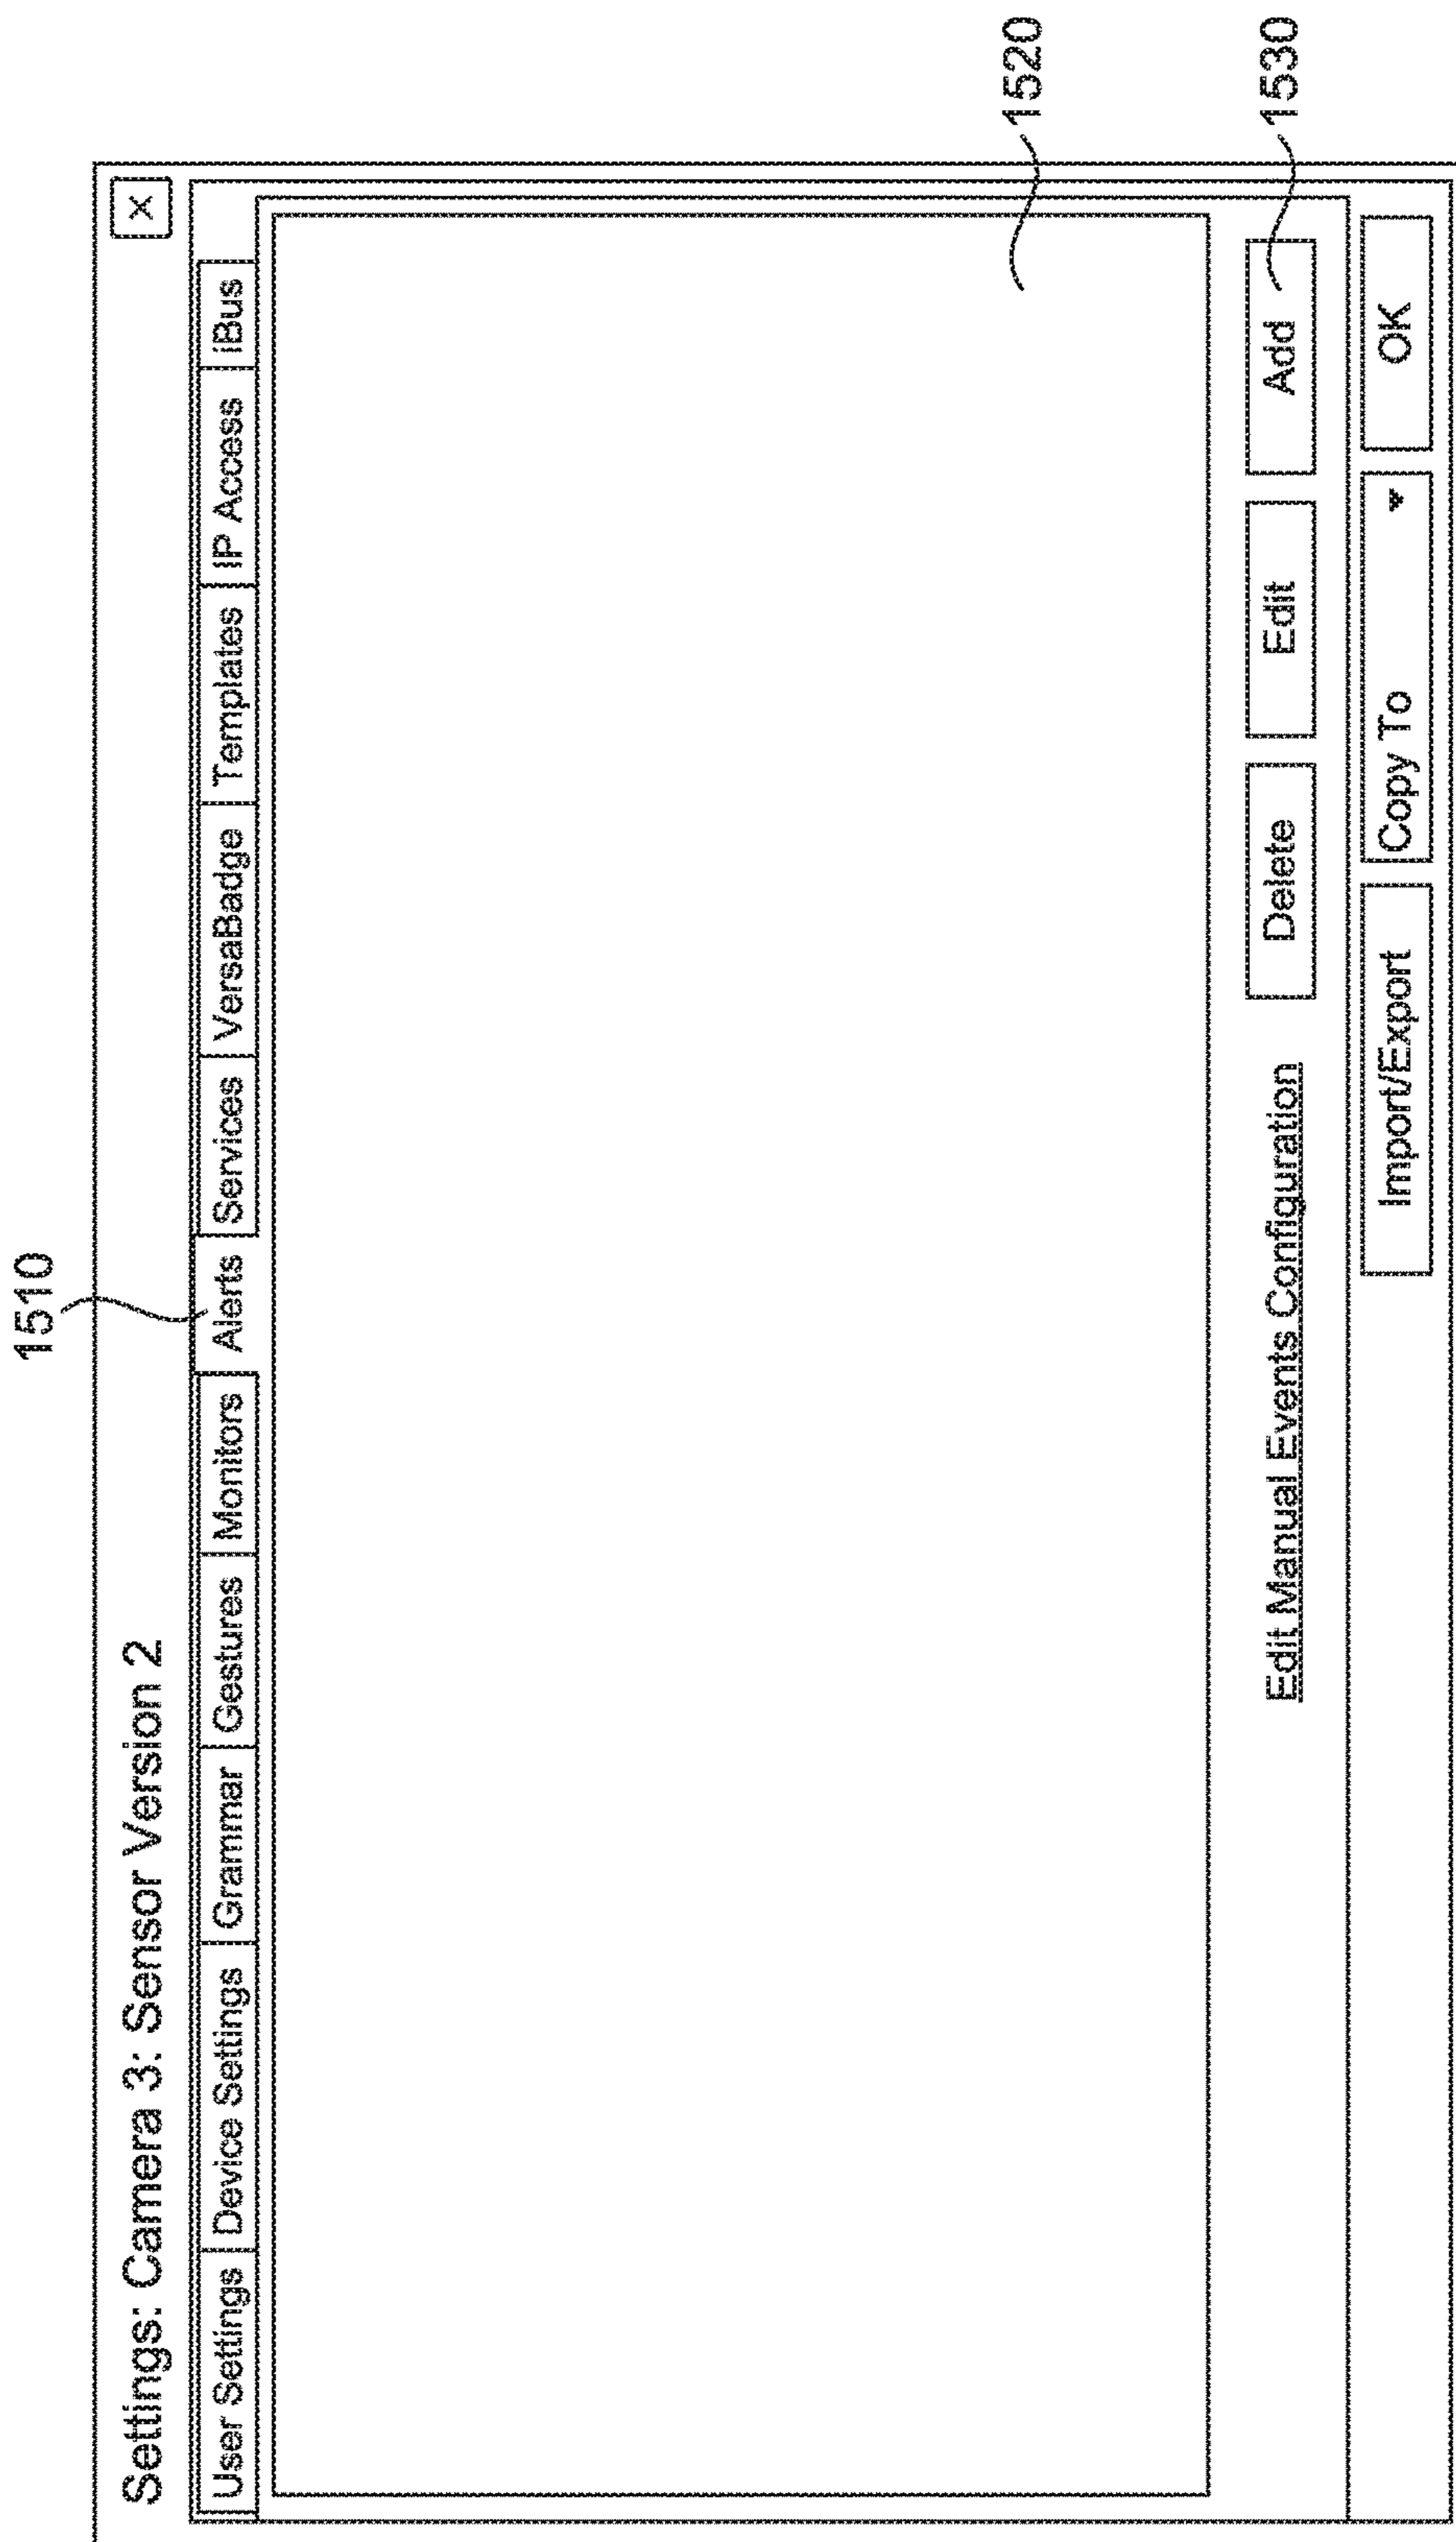 1510
Settings: Camera 3: Sensor Version 2
X
User Settings Device Settings Grammar Gestures Monitors Alerts Services VersaBadge Templates IP Access iBus
1520
Edit Manual Events Configuration Delete Edit Add
1530
Import/Export Copy To OK